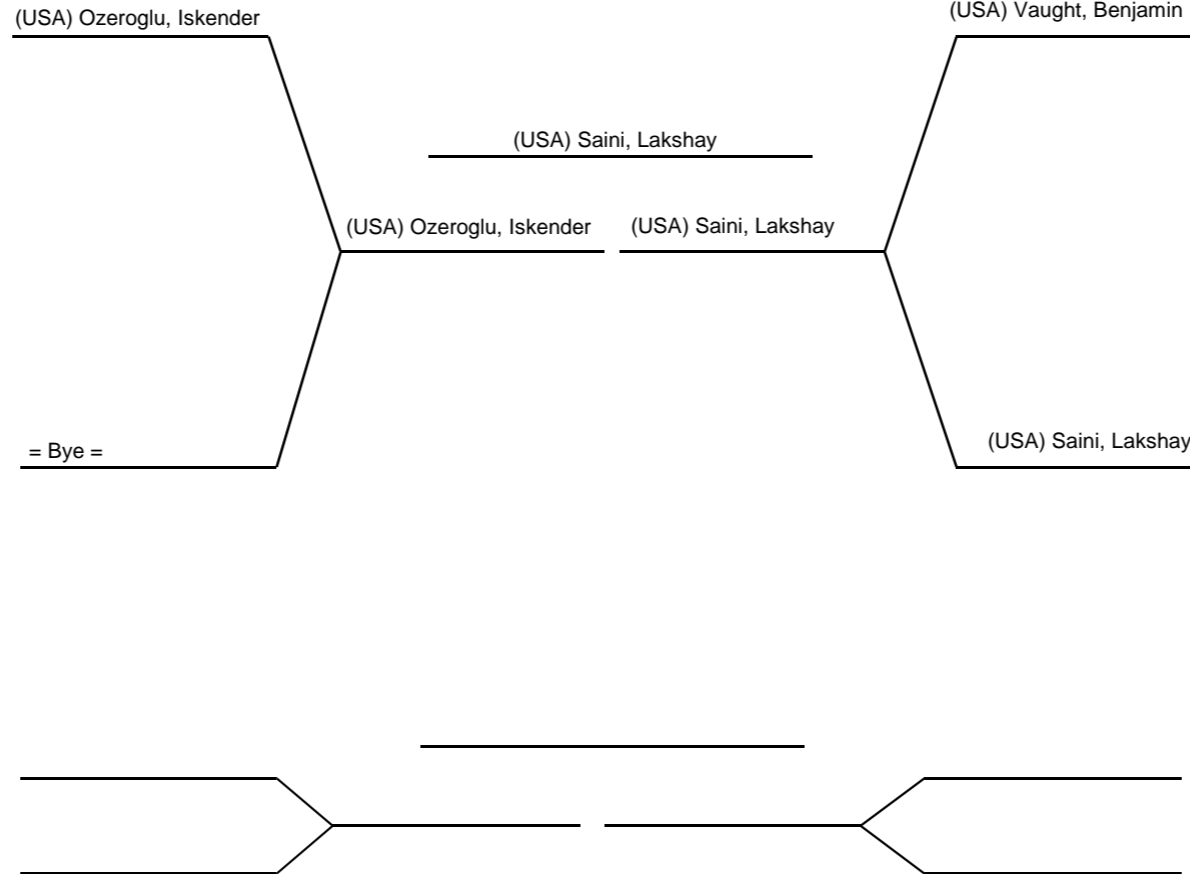 (USA) Ozeroglu, Iskender
(USA) Vaught, Benjamin
(USA) Saini, Lakshay
(USA) Ozeroglu, Iskender
(USA) Saini, Lakshay
= Bye =
(USA) Saini, Lakshay